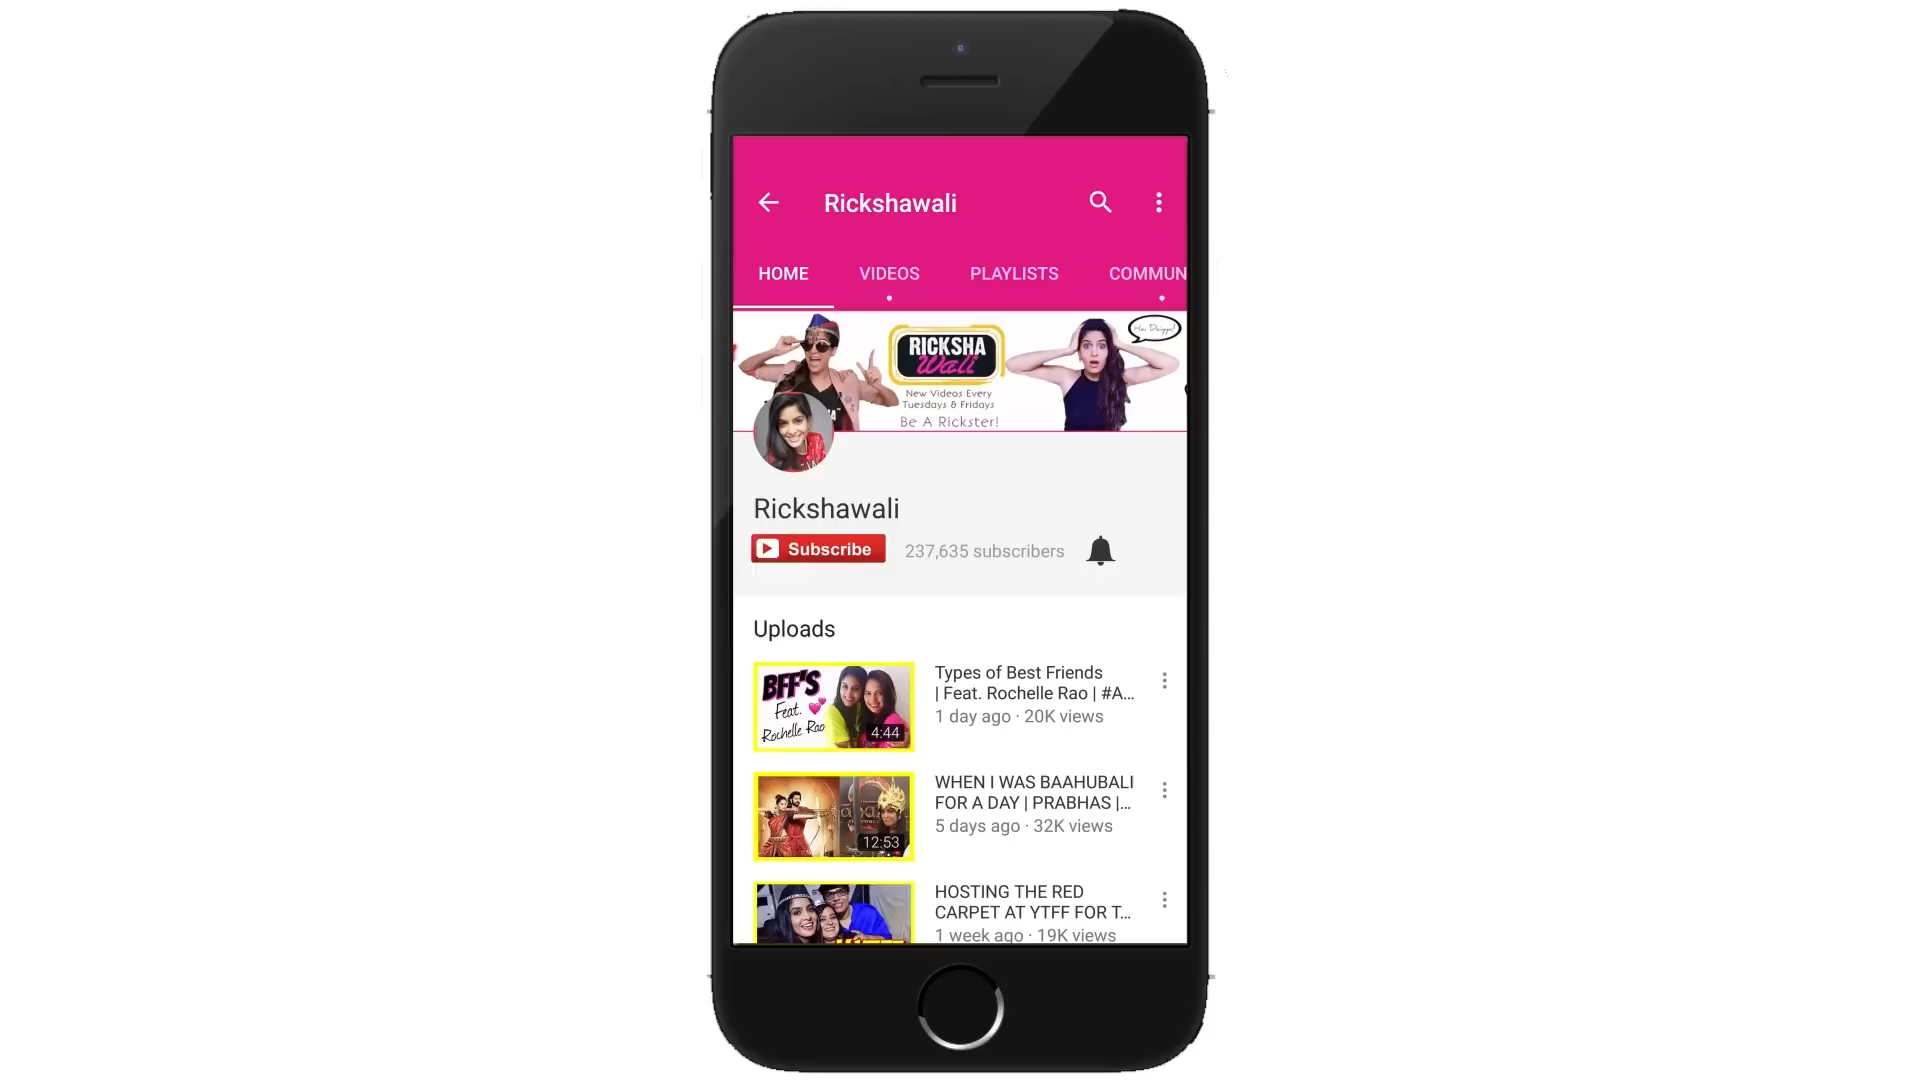 Rickshawali
HOME VIDEOS PLAYLISTS COMMUN
RICKSHA
Wali
New Videos Every
Tuesdays & Fridays
Be A Rickster!
Hai Daiyya!
Rickshawali
Subscribe 237,635 subscribers
Uploads
BFF'S
Feat.
Rochelle Rao
4:44
Types of Best Friends
| Feat. Rochelle Rao | #A...
1 day ago · 20K views
12:53
WHEN I WAS BAAHUBALI
FOR A DAY | PRABHAS |...
5 days ago · 32K views
HOSTING THE RED
CARPET AT YTFF FOR T...
1 week ago · 19K views